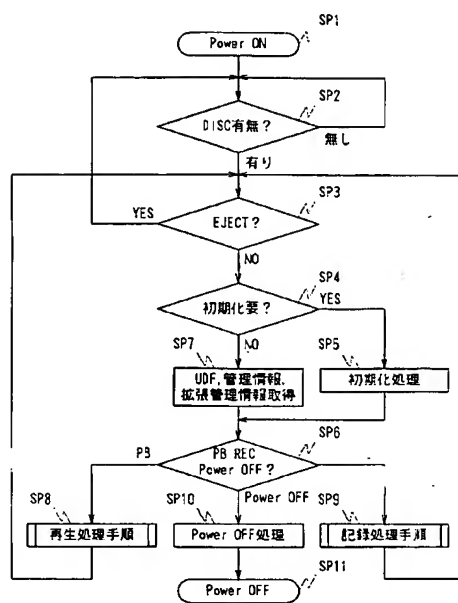 SP1
Power ON
SP2
DISC有無?
無し
有り
SP3
YES
EJECT?
NO
SP4
初期化要?
YES
SP7
NO
SP5
UDF,管理情報,
拡張管理情報取得
初期化処理
SP6
PB
PB REC
Power OFF?
SP8
SP10
Power OFF
SP9
再生処理手順
Power OFF処理
記録処理手順
SP11
Power OFF